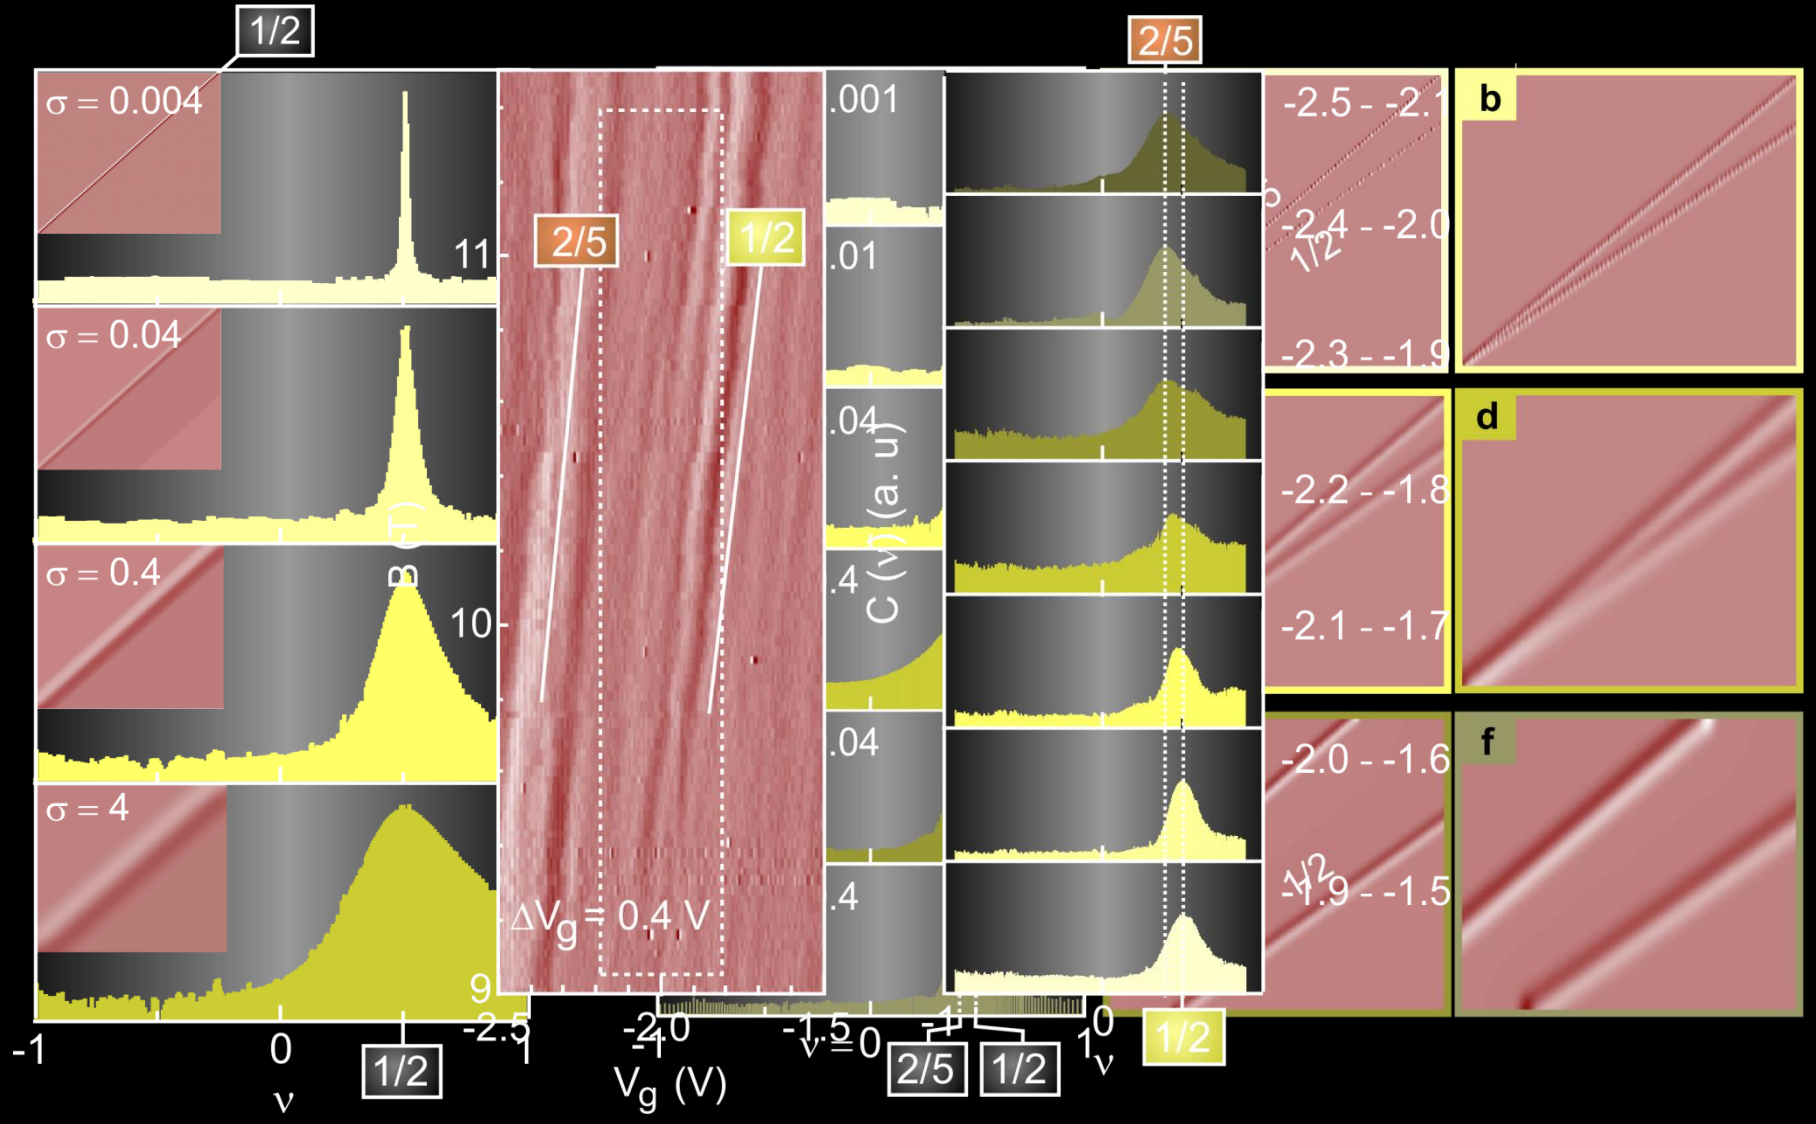 1/2
2/5
σ = 0.004
.001
-2.5 - -2.1
b
11
2/5
1/2
.01
-2.4 - -2.0
1/2
σ = 0.04
.04
-2.3 - -1.9
d
C (ν) (a. u)
-2.2 - -1.8
B (T)
σ = 0.4
10
.4
-2.1 - -1.7
.04
-2.0 - -1.6
f
σ = 4
.4
1/2
-1.9 - -1.5
ΔVg = 0.4 V
9
-2.5
-2.0
-1.5
-1
0
1/2
ν
-1
ν = 0
-1
2/5
1/2
1
0
ν
1/2
Vg (V)